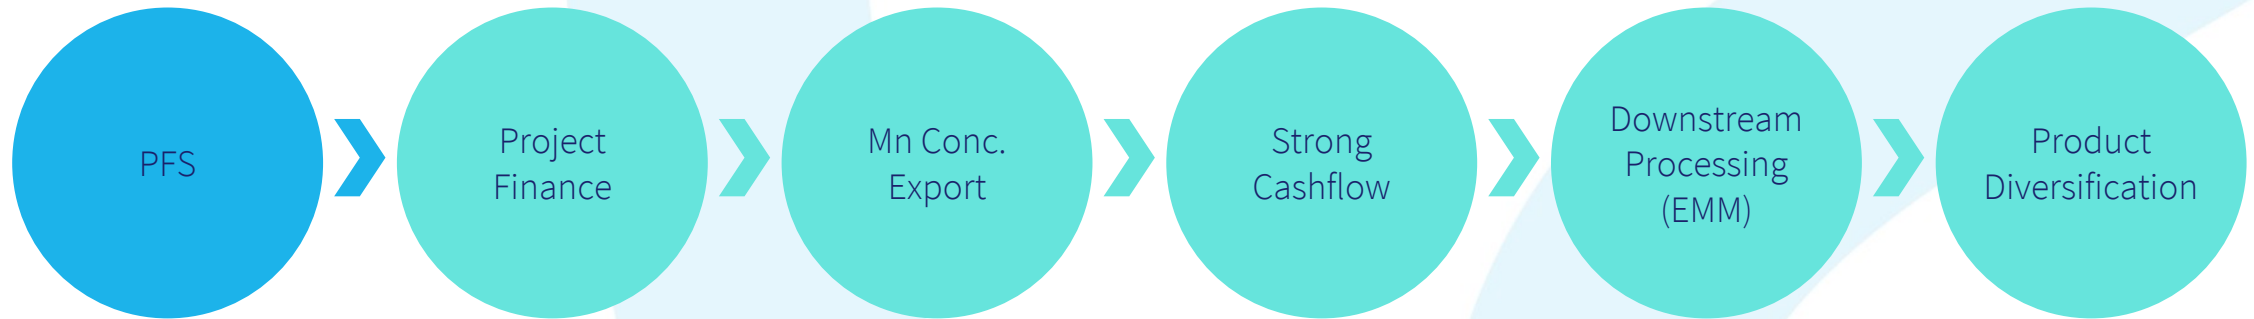 PFS
Project
Finance
Mn Conc.
Export
Strong
Cashflow
Downstream
Processing
(EMM)
Product
Diversification